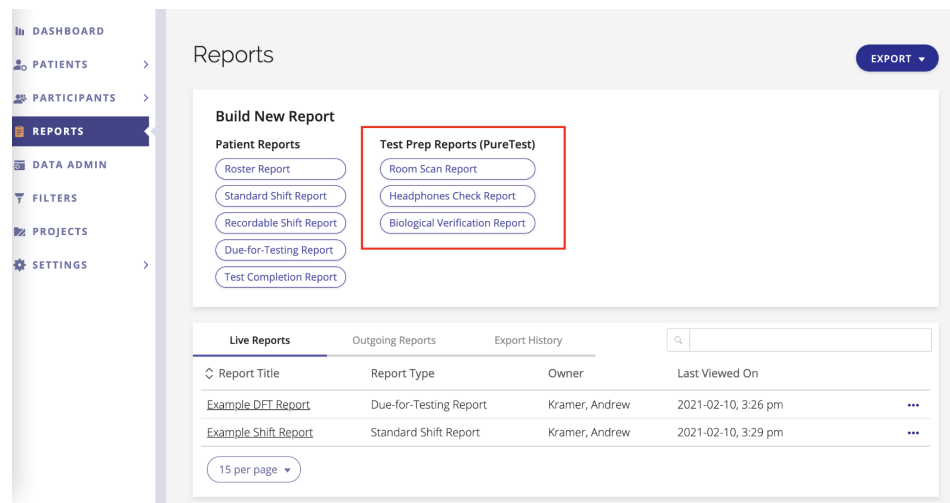 DASHBOARD
PATIENTS
PARTICIPANTS
REPORTS
DATA ADMIN
FILTERS
PROJECTS
SETTINGS
Reports
EXPORT
Build New Report
Patient Reports
Roster Report
Standard Shift Report
Recordable Shift Report
Due-for-Testing Report
Test Completion Report
Test Prep Reports (PureTest)
Room Scan Report
Headphones Check Report
Biological Verification Report
Live Reports Outgoing Reports Export History
Report Title Report Type Owner Last Viewed On
Example DFT Report Due-for-Testing Report Kramer, Andrew 2021-02-10, 3:26 pm
Example Shift Report Standard Shift Report Kramer, Andrew 2021-02-10, 3:29 pm
15 per page